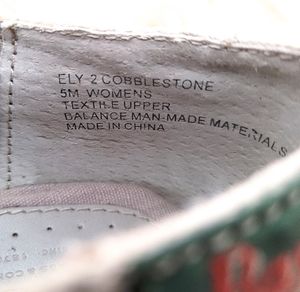 ELY-2 COBBLESTONE
5M WOMENS
TEXTILE UPPER
BALANCE MAN-MADE MATERIALS
MADE IN CHINA